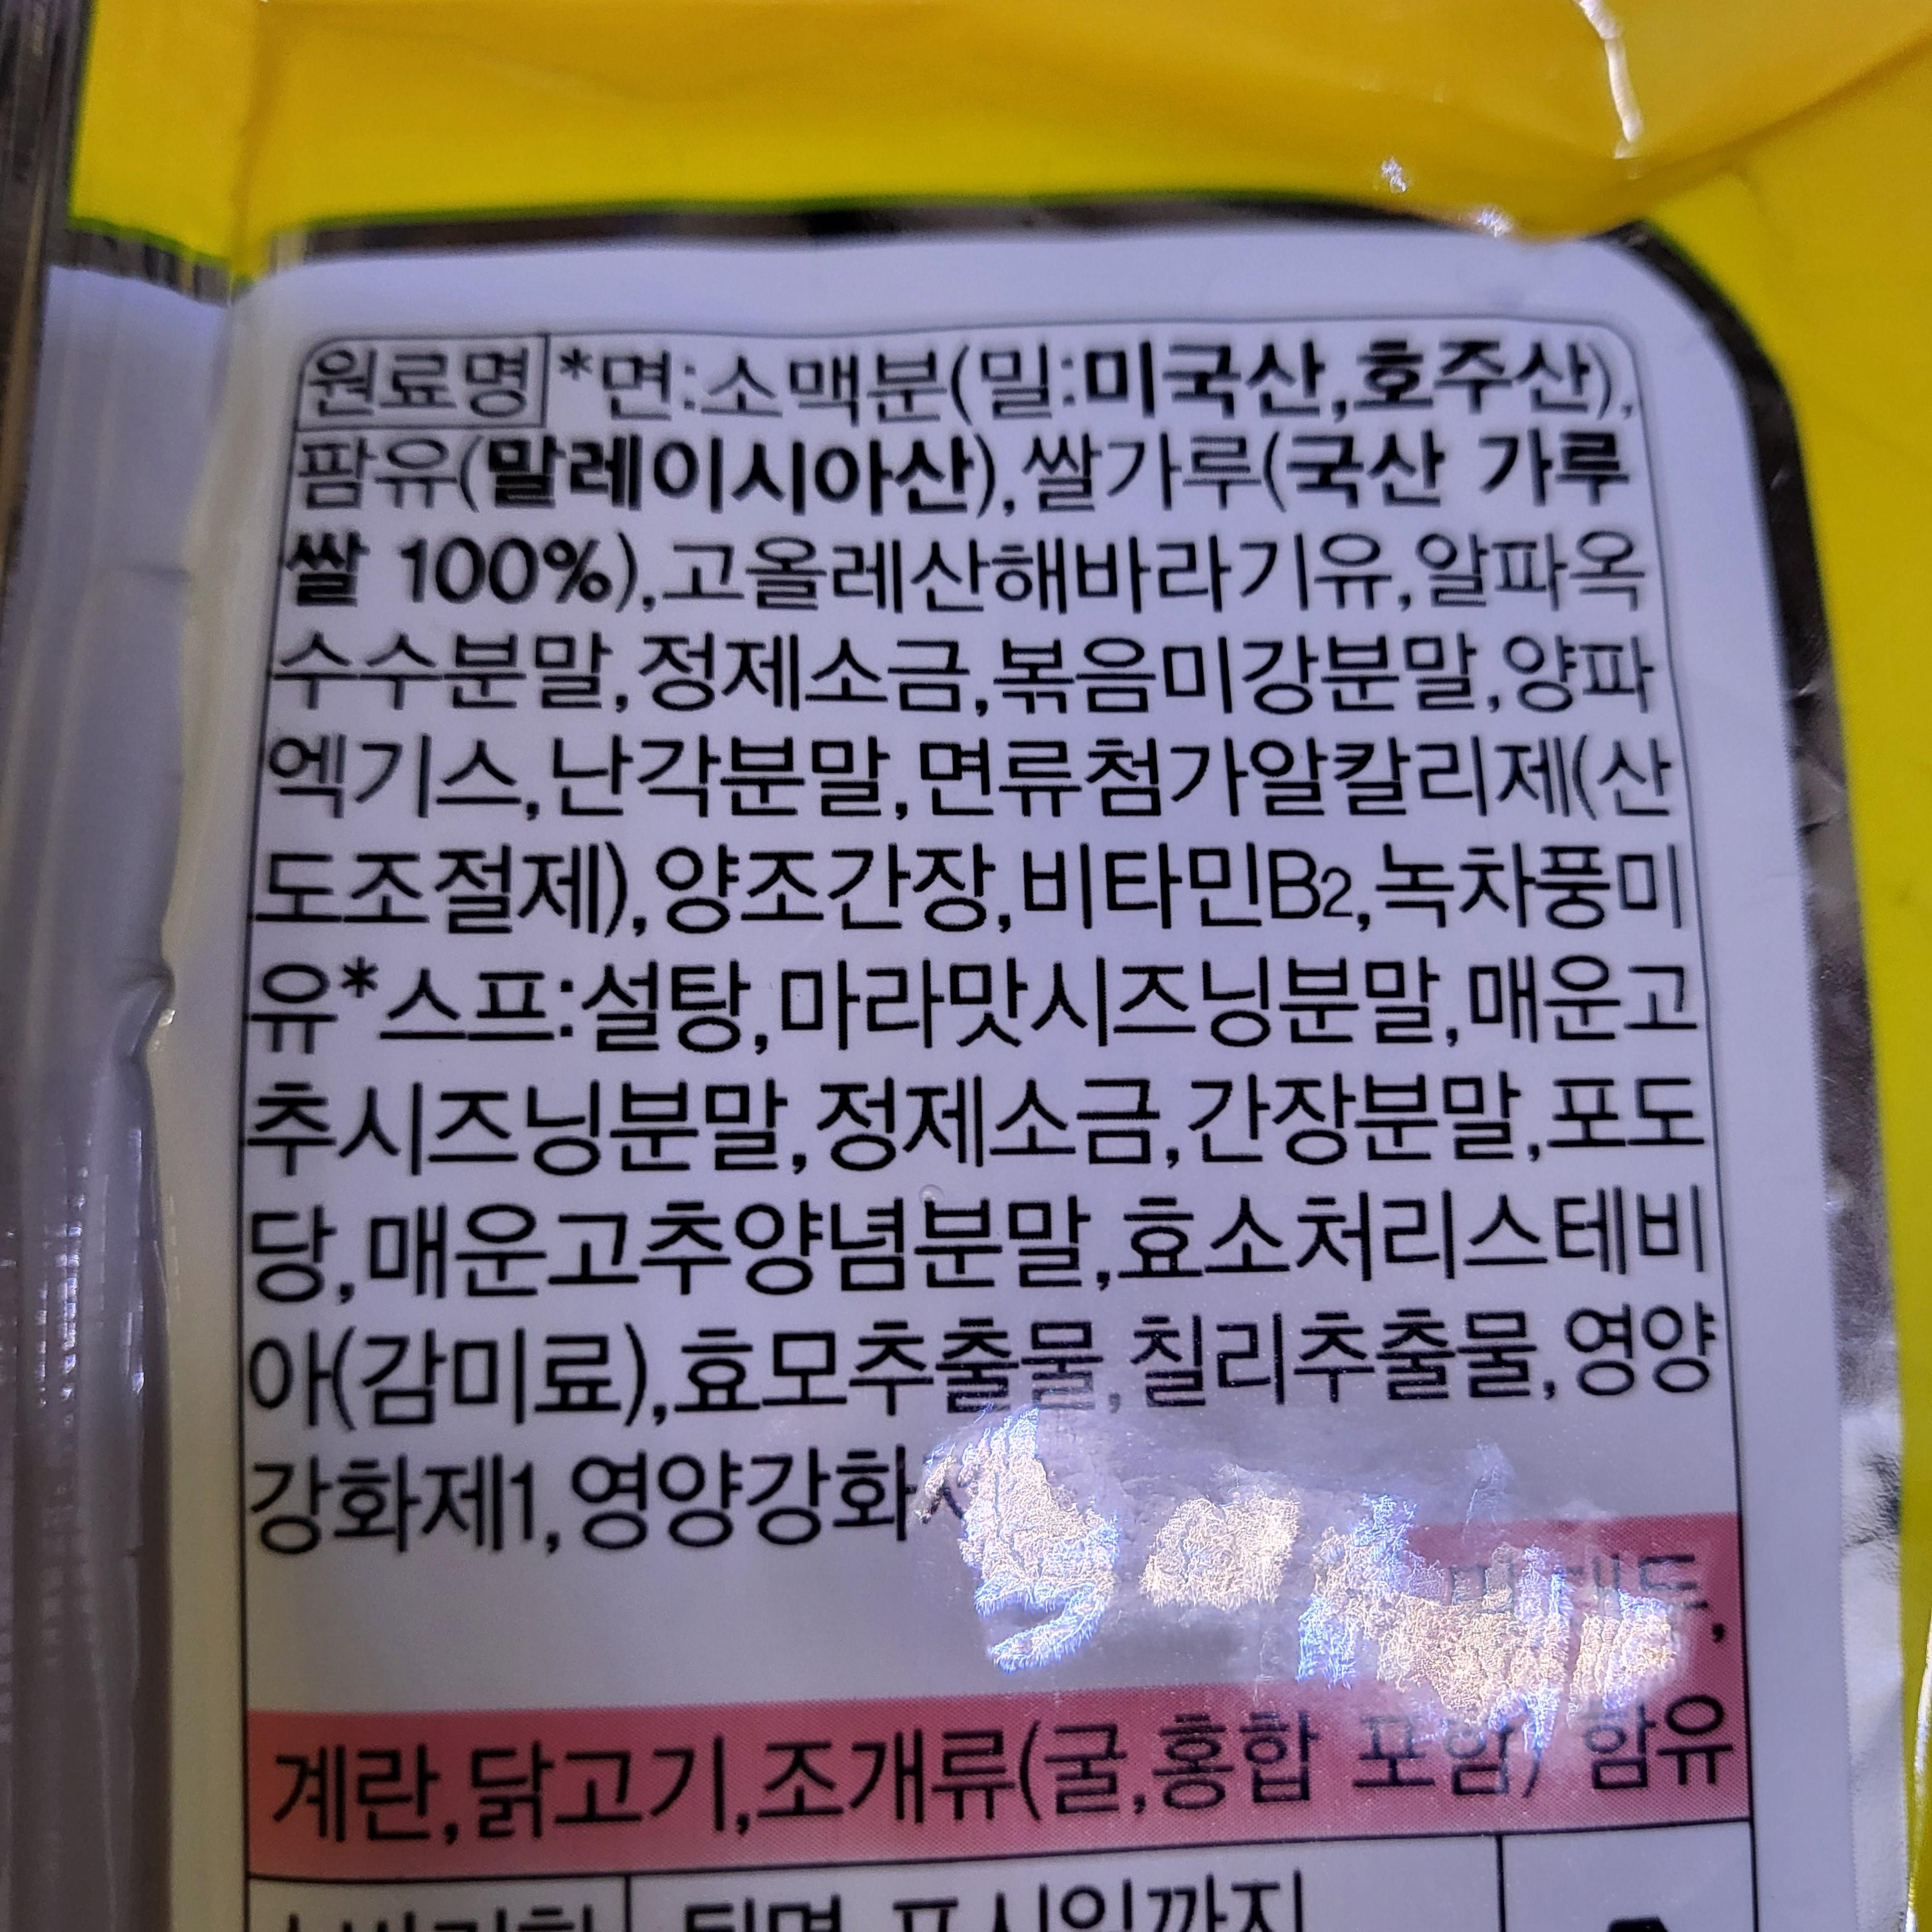 원료명 *면:소맥분(밀:미국산,호주산),
팜유(말레이시아산),쌀가루(국산 가루
쌀 100%),고올레산해바라기유,알파옥
수수분말,정제소금,볶음미강분말,양파
엑기스,난각분말,면류첨가알칼리제(산
도조절제),양조간장,비타민B2,녹차풍미
유*스프:설탕,마라맛시즈닝분말,매운고
추시즈닝분말,정제소금,간장분말,포도
당,매운고추양념분말,효소처리스테비
아(감미료),효모추출물,칠리추출물,영양
강화제1,
계란,닭고기,조개류(굴,홍합 포함) 함유
표시일까지